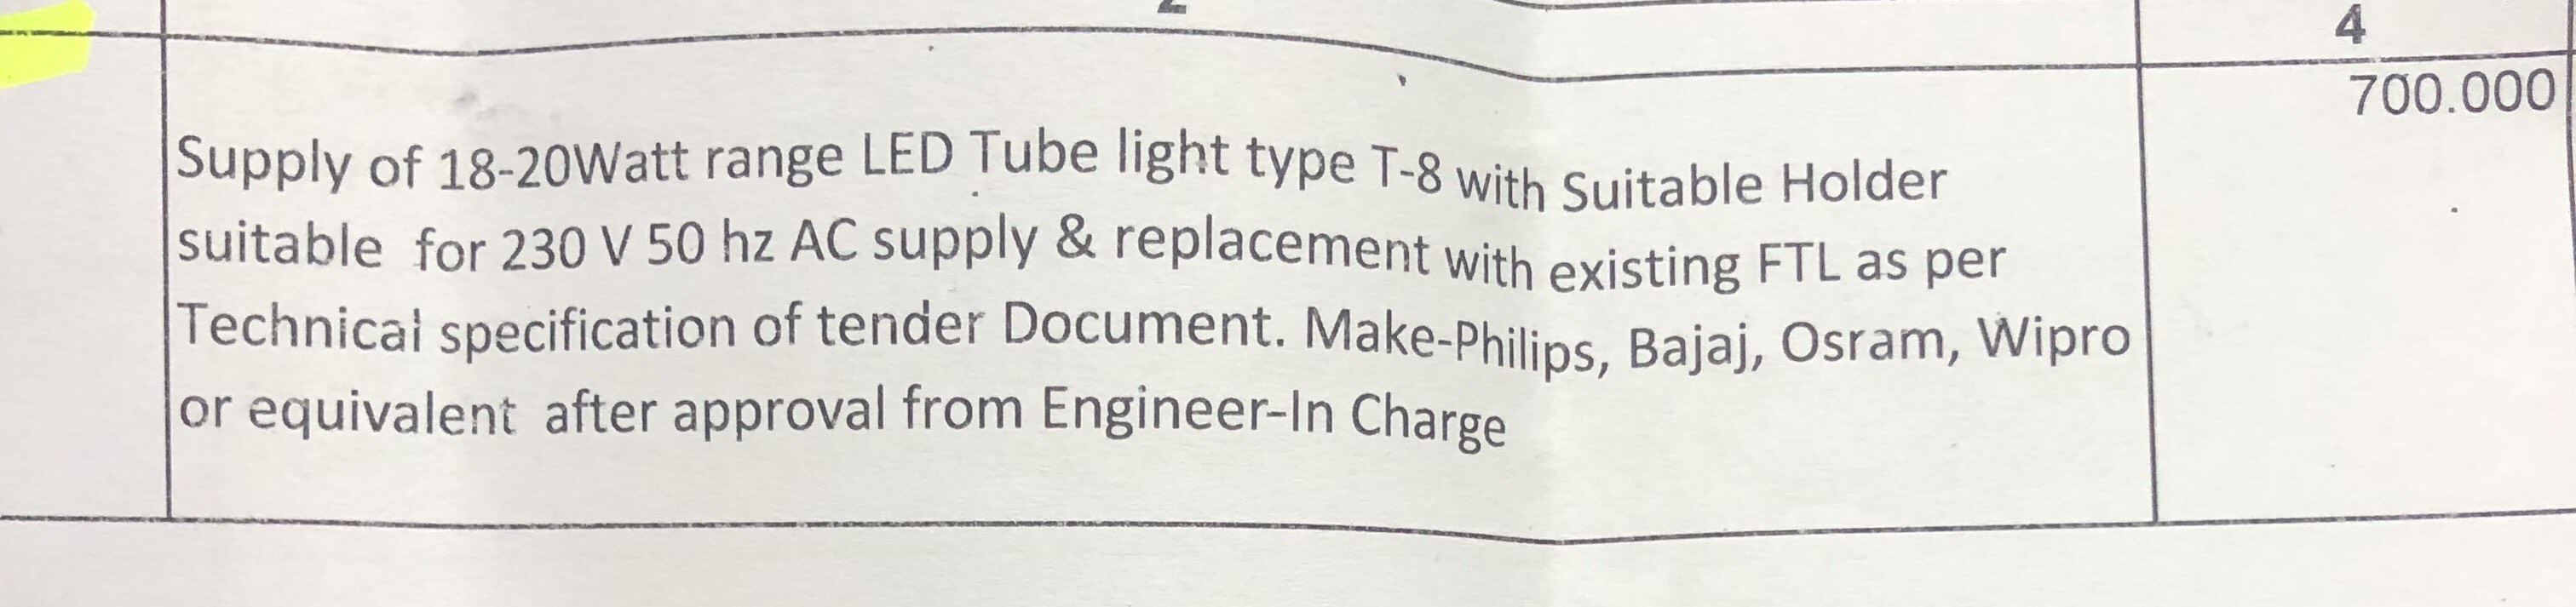 4
700.000
Supply of 18-20Watt range LED Tube light type T-8 with Suitable Holder
suitable for 230 V 50 hz AC supply & replacement with existing FTL as per
Technical specification of tender Document. Make-Philips, Bajaj, Osram, Wipro
or equivalent after approval from Engineer-In Charge